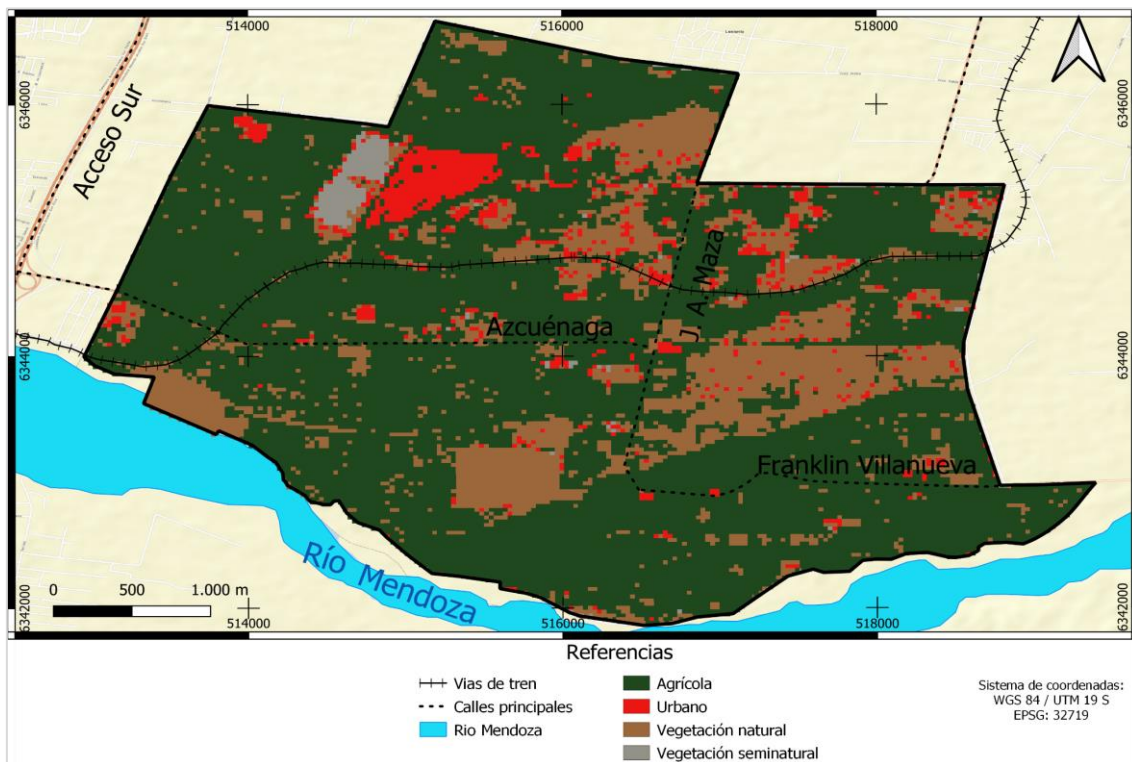 514000
516000
518000
6346000
6346000
Acceso Sur
J. A. Maza
Azcuénaga
6344000
6344000
Franklin Villanueva
Río Mendoza
0 500 1.000 m
6342000
6342000
514000
516000
518000
Referencias
Vias de tren
Calles principales
Rio Mendoza
Agrícola
Urbano
Vegetación natural
Vegetación seminatural
Sistema de coordenadas:
WGS 84 / UTM 19 S
EPSG: 32719